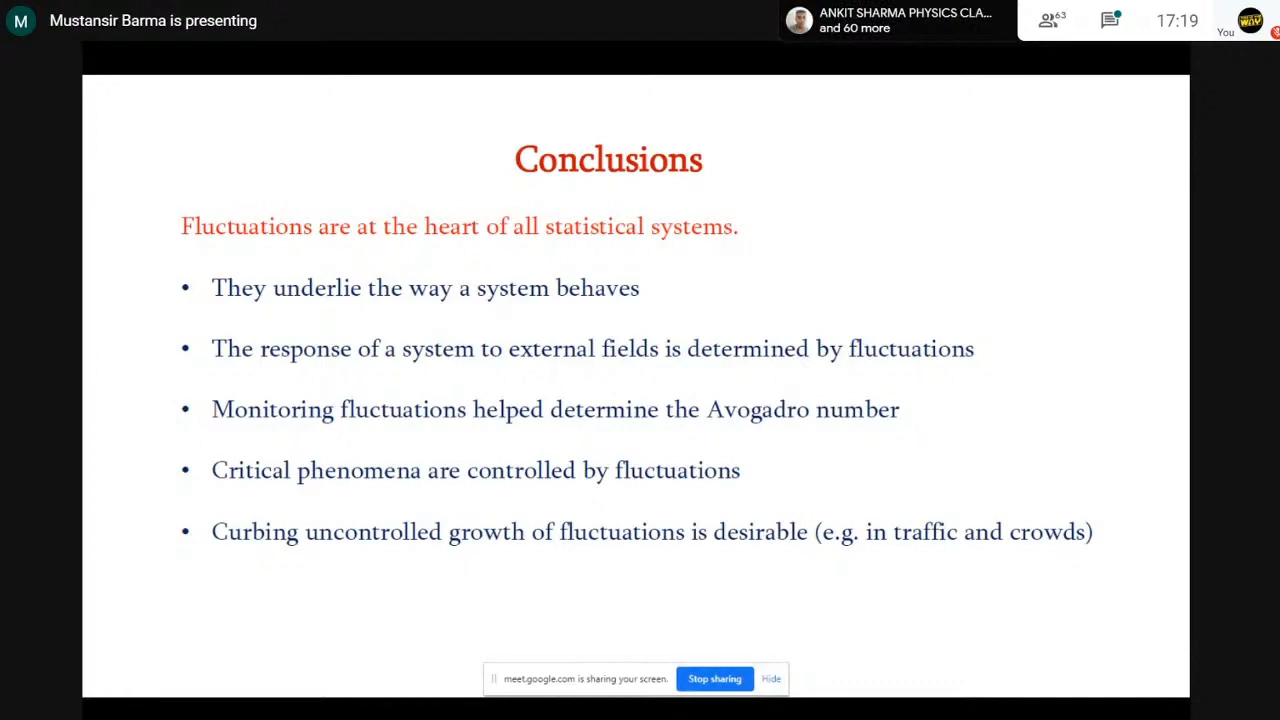 M Mustansir Barma is presenting
ANKIT SHARMA PHYSICS CLA...
and 60 more
63
17:19
You
Conclusions
Fluctuations are at the heart of all statistical systems.
• They underlie the way a system behaves
• The response of a system to external fields is determined by fluctuations
• Monitoring fluctuations helped determine the Avogadro number
• Critical phenomena are controlled by fluctuations
• Curbing uncontrolled growth of fluctuations is desirable (e.g. in traffic and crowds)
meet.google.com is sharing your screen. Stop sharing Hide